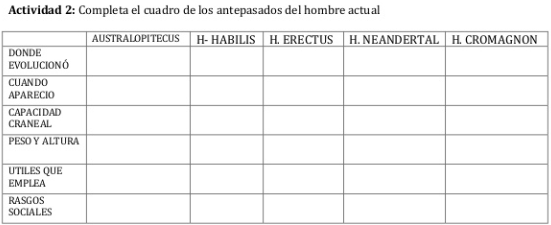 Actividad 2: Completa el cuadro de los antepasados del hombre actual
AUSTRALOPITECUS H- HABILIS H. ERECTUS H. NEANDERTAL H. CROMAGNON
DONDE
EVOLUCIONÓ
CUANDO
APARECIO
CAPACIDAD
CRANEAL
PESO Y ALTURA
UTILES QUE
EMPLEA
RASGOS
SOCIALES